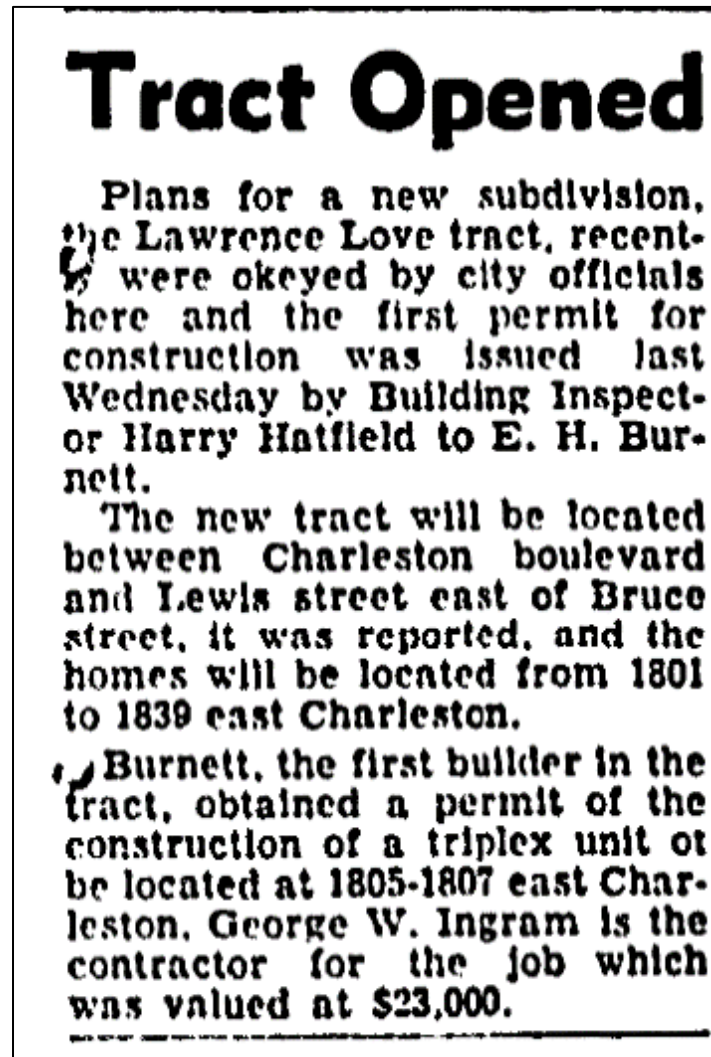 Tract Opened
Plans for a new subdivision,
the Lawrence Love tract, recent-
ly were okeyed by city officials
here and the first permit for
construction was issued last
Wednesday by Building Inspect-
or Harry Hatfield to E. H. Bur-
nett.
The new tract will be located
between Charleston boulevard
and Lewis street east of Bruce
street, it was reported, and the
homes will be located from 1801
to 1839 east Charleston.
Burnett, the first builder in the
tract, obtained a permit of the
construction of a triplex unit ot
be located at 1805-1807 east Char-
leston. George W. Ingram is the
contractor for the job which
was valued at $23,000.